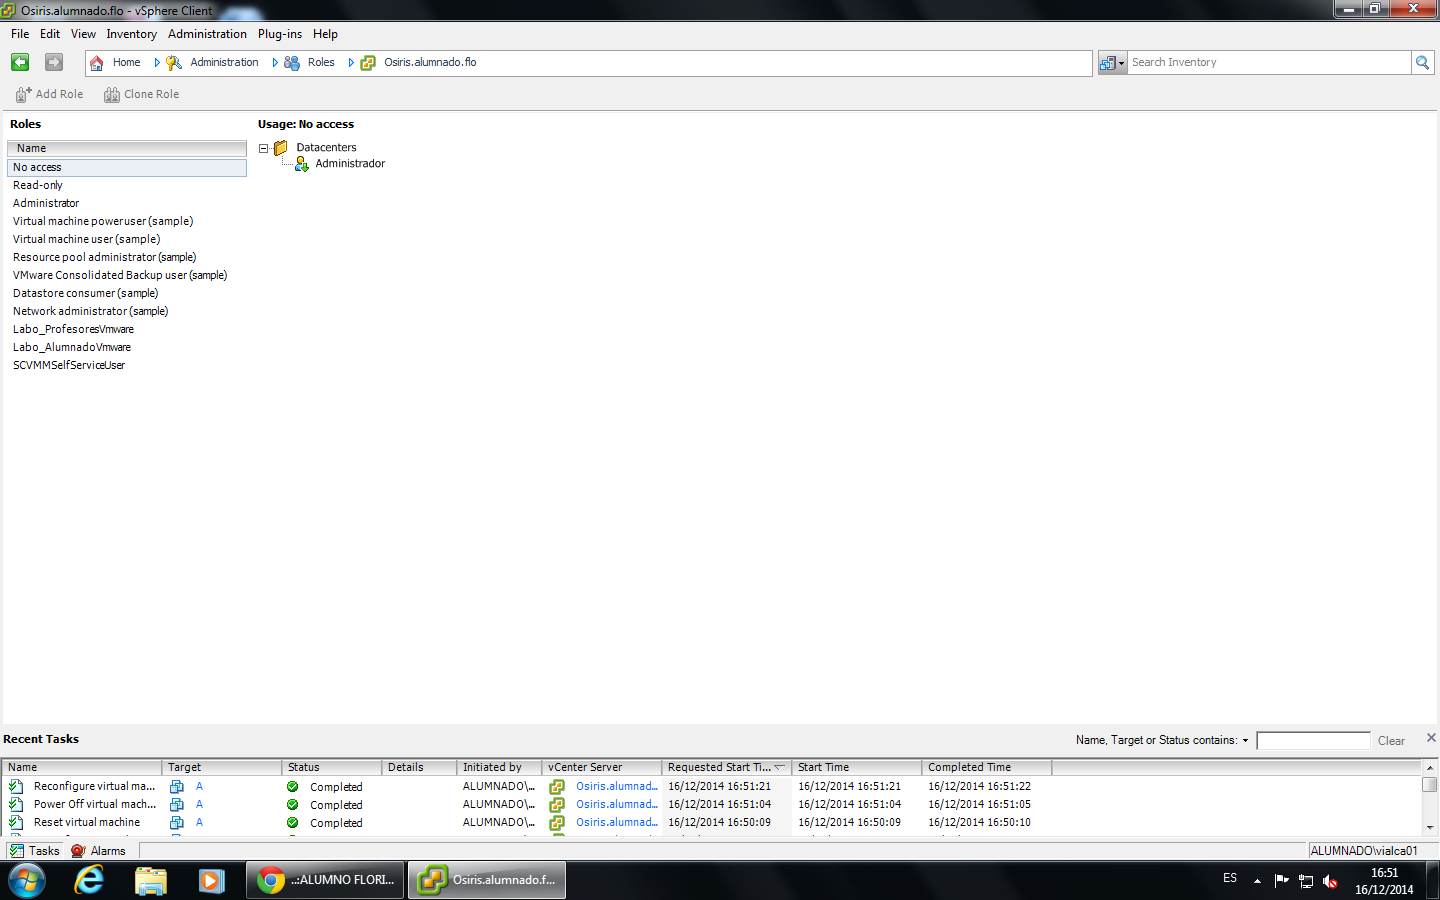 Osiris.alumnado.flo - vSphere Client
File Edit View Inventory Administration Plug-ins Help
Home Administration Roles Osiris.alumnado.flo Search Inventory
Add Role Clone Role
Roles
Name
No access
Read-only
Administrator
Virtual machine power user (sample)
Virtual machine user (sample)
Resource pool administrator (sample)
VMware Consolidated Backup user (sample)
Datastore consumer (sample)
Network administrator (sample)
Labo_ProfesoresVmware
Labo_AlumnadoVmware
SCVMMSelfServiceUser
Usage: No access
Datacenters
Administrador
Recent Tasks Name, Target or Status contains: Clear
Name Target Status Details Initiated by vCenter Server Requested Start Ti... Start Time Completed Time
Reconfigure virtual ma... A Completed ALUMNADO\... Osiris.alumnad... 16/12/2014 16:51:21 16/12/2014 16:51:21 16/12/2014 16:51:22
Power Off virtual mach... A Completed ALUMNADO\... Osiris.alumnad... 16/12/2014 16:51:04 16/12/2014 16:51:04 16/12/2014 16:51:05
Reset virtual machine A Completed ALUMNADO\... Osiris.alumnad... 16/12/2014 16:50:09 16/12/2014 16:50:09 16/12/2014 16:50:10
Tasks Alarms ALUMNADO\vialca01
..:ALUMNO FLORI... Osiris.alumnado.f... ES 16:51
16/12/2014